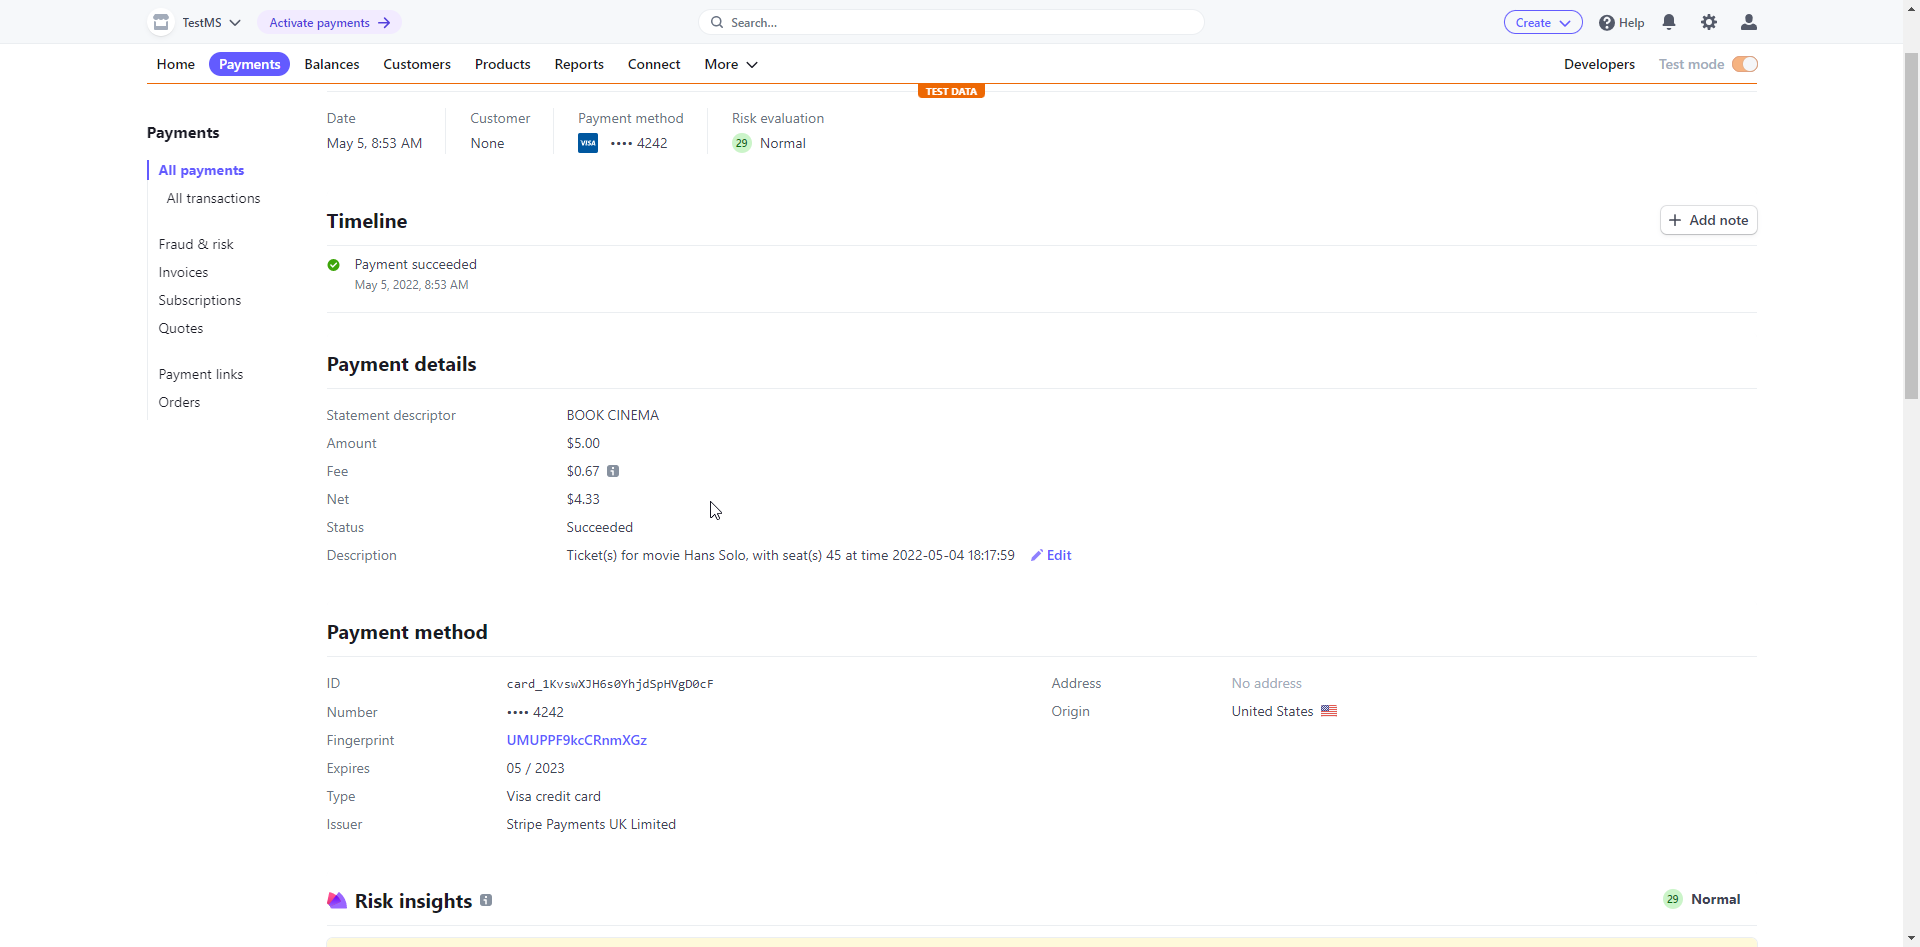 TestMS
Activate payments
Search...
Create
Help
Home
Payments
Balances
Customers
Products
Reports
Connect
More
Developers
Test mode
TEST DATA
Payments
All payments
All transactions
Fraud & risk
Invoices
Subscriptions
Quotes
Payment links
Orders
Date
May 5, 8:53 AM
Customer
None
Payment method
VISA •••• 4242
Risk evaluation
29 Normal
Timeline
+ Add note
Payment succeeded
May 5, 2022, 8:53 AM
Payment details
Statement descriptor BOOK CINEMA
Amount $5.00
Fee $0.67
Net $4.33
Status Succeeded
Description Ticket(s) for movie Hans Solo, with seat(s) 45 at time 2022-05-04 18:17:59 Edit
Payment method
ID card_1KvswXJH6s0YhjdSpHVgD0cF
Number •••• 4242
Fingerprint UMUPPF9kcCRnmXGz
Expires 05 / 2023
Type Visa credit card
Issuer Stripe Payments UK Limited
Address No address
Origin United States
Risk insights
29 Normal